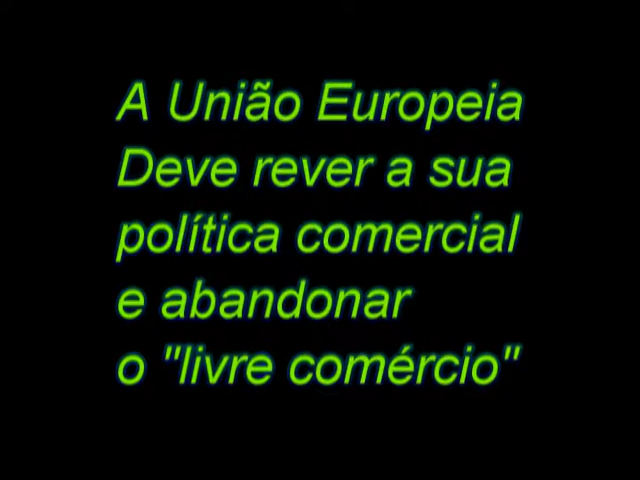 A União Europeia
Deve rever a sua
política comercial
e abandonar
o "livre comércio"